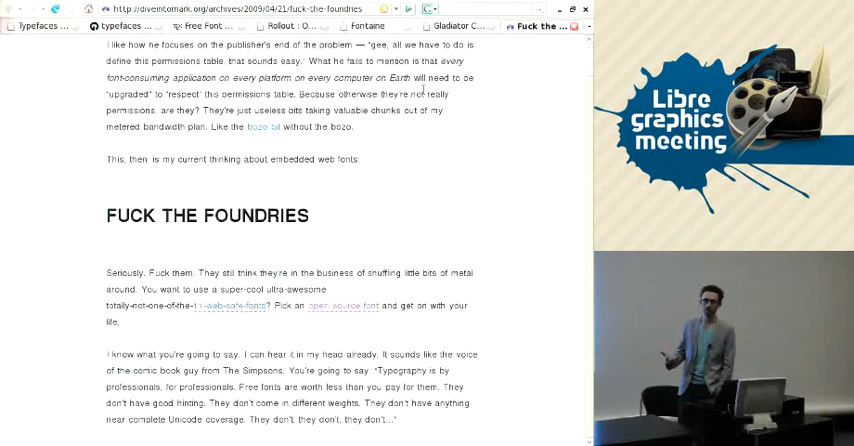 http://diveintomark.org/archives/2009/04/21/fuck-the-foundries
Typefaces ...
typefaces ...
Free Font ...
Rollout : O...
Fontaine
Gladiator C...
Fuck the ...
I like how he focuses on the publisher's end of the problem — "gee, all we have to do is
define this permissions table, that sounds easy." What he fails to mention is that every
font-consuming application on every platform on every computer on Earth will need to be
"upgraded" to "respect" this permissions table. Because otherwise they're not really
permissions, are they? They're just useless bits taking valuable chunks out of my
metered bandwidth plan. Like the bozo bit without the bozo.
This, then, is my current thinking about embedded web fonts:
FUCK THE FOUNDRIES
Seriously. Fuck them. They still think they're in the business of shuffling little bits of metal
around. You want to use a super-cool ultra-awesome
totally-not-one-of-the-11-web-safe-fonts? Pick an open source font and get on with your
life.
I know what you're going to say. I can hear it in my head already. It sounds like the voice
of the comic book guy from The Simpsons. You're going to say, "Typography is by
professionals, for professionals. Free fonts are worth less than you pay for them. They
don't have good hinting. They don't come in different weights. They don't have anything
near complete Unicode coverage. They don't, they don't, they don't..."
Libre
graphics
meeting